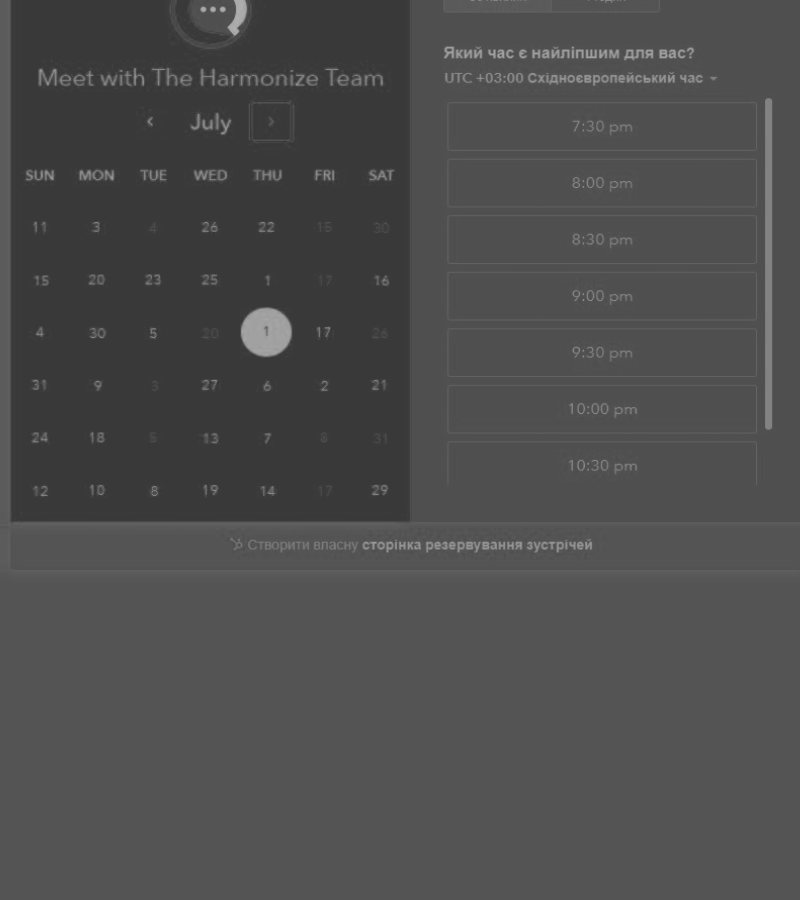 Meet with The Harmonize Team
July
SUN MON TUE WED THU FRI SAT
11 3 4 26 22 15 30
15 20 23 25 1 17 16
4 30 5 20 1 17 26
31 9 3 27 6 2 21
24 18 13 7 31
12 10 8 19 14 17 29
Який час є найліпшим для вас?
UTC +03:00 Східноєвропейський час
7:30 pm
8:00 pm
8:30 pm
9:00 pm
9:30 pm
10:00 pm
10:30 pm
Створити власну сторінка резервування зустрічей